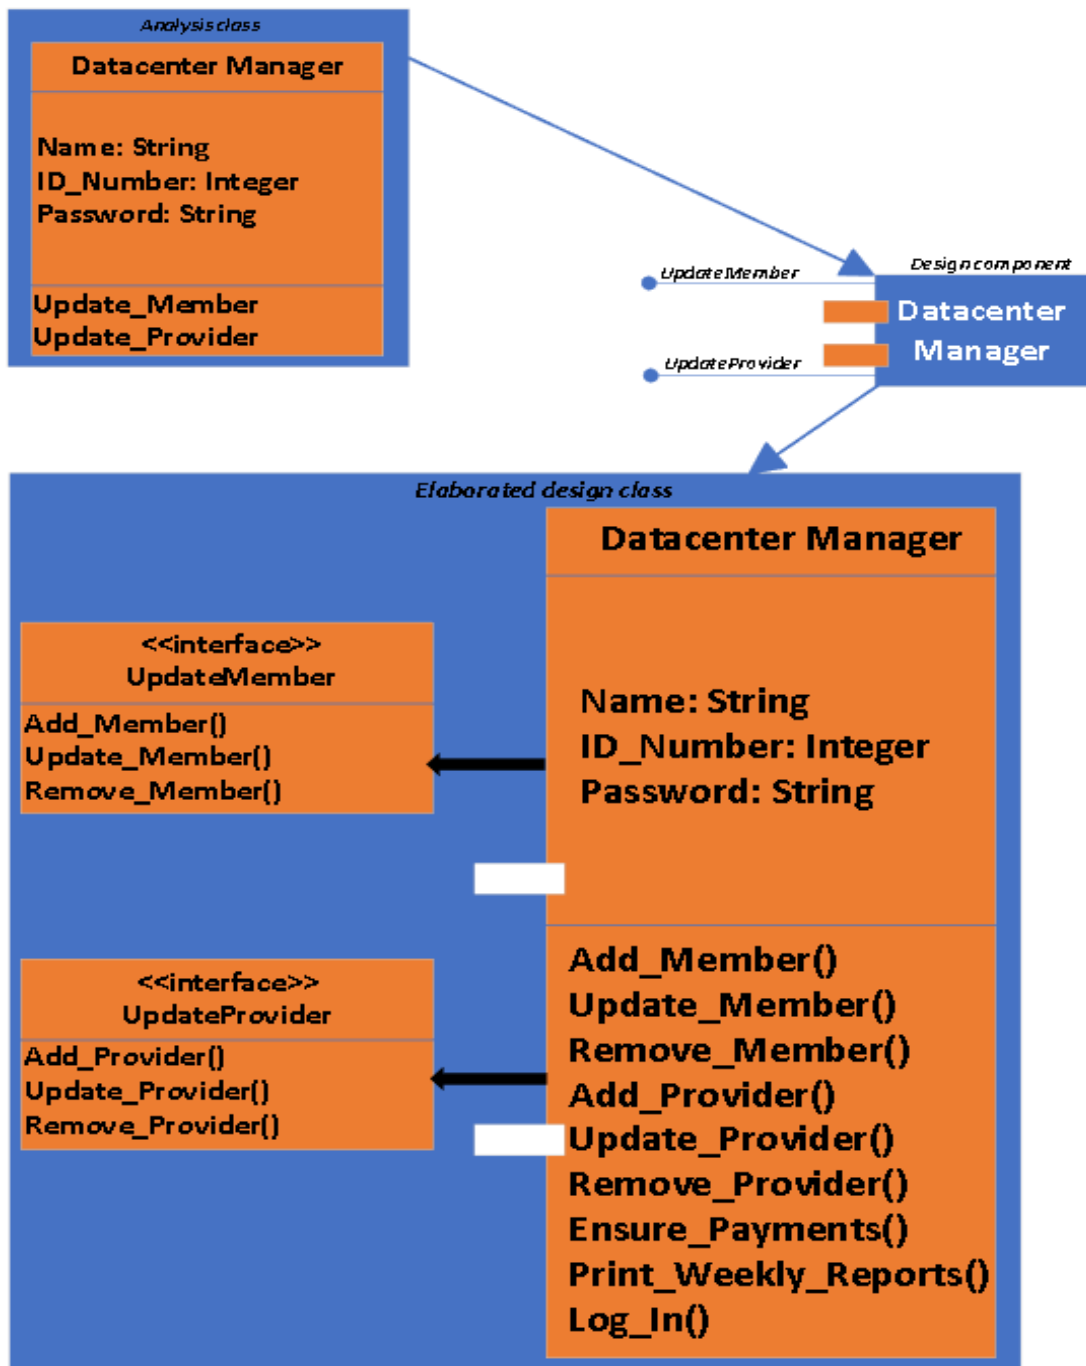 Analysis class
Datacenter Manager
Name: String
ID_Number: Integer
Password: String
Update_Member
Update_Provider
UpdateMember
Design component
Datacenter
Manager
UpdateProvider
Elaborated design class
Datacenter Manager
<<interface>>
UpdateMember
Add_Member()
Update_Member()
Remove_Member()
Name: String
ID_Number: Integer
Password: String
<<interface>>
UpdateProvider
Add_Provider()
Update_Provider()
Remove_Provider()
Add_Member()
Update_Member()
Remove_Member()
Add_Provider()
Update_Provider()
Remove_Provider()
Ensure_Payments()
Print_Weekly_Reports()
Log_In()